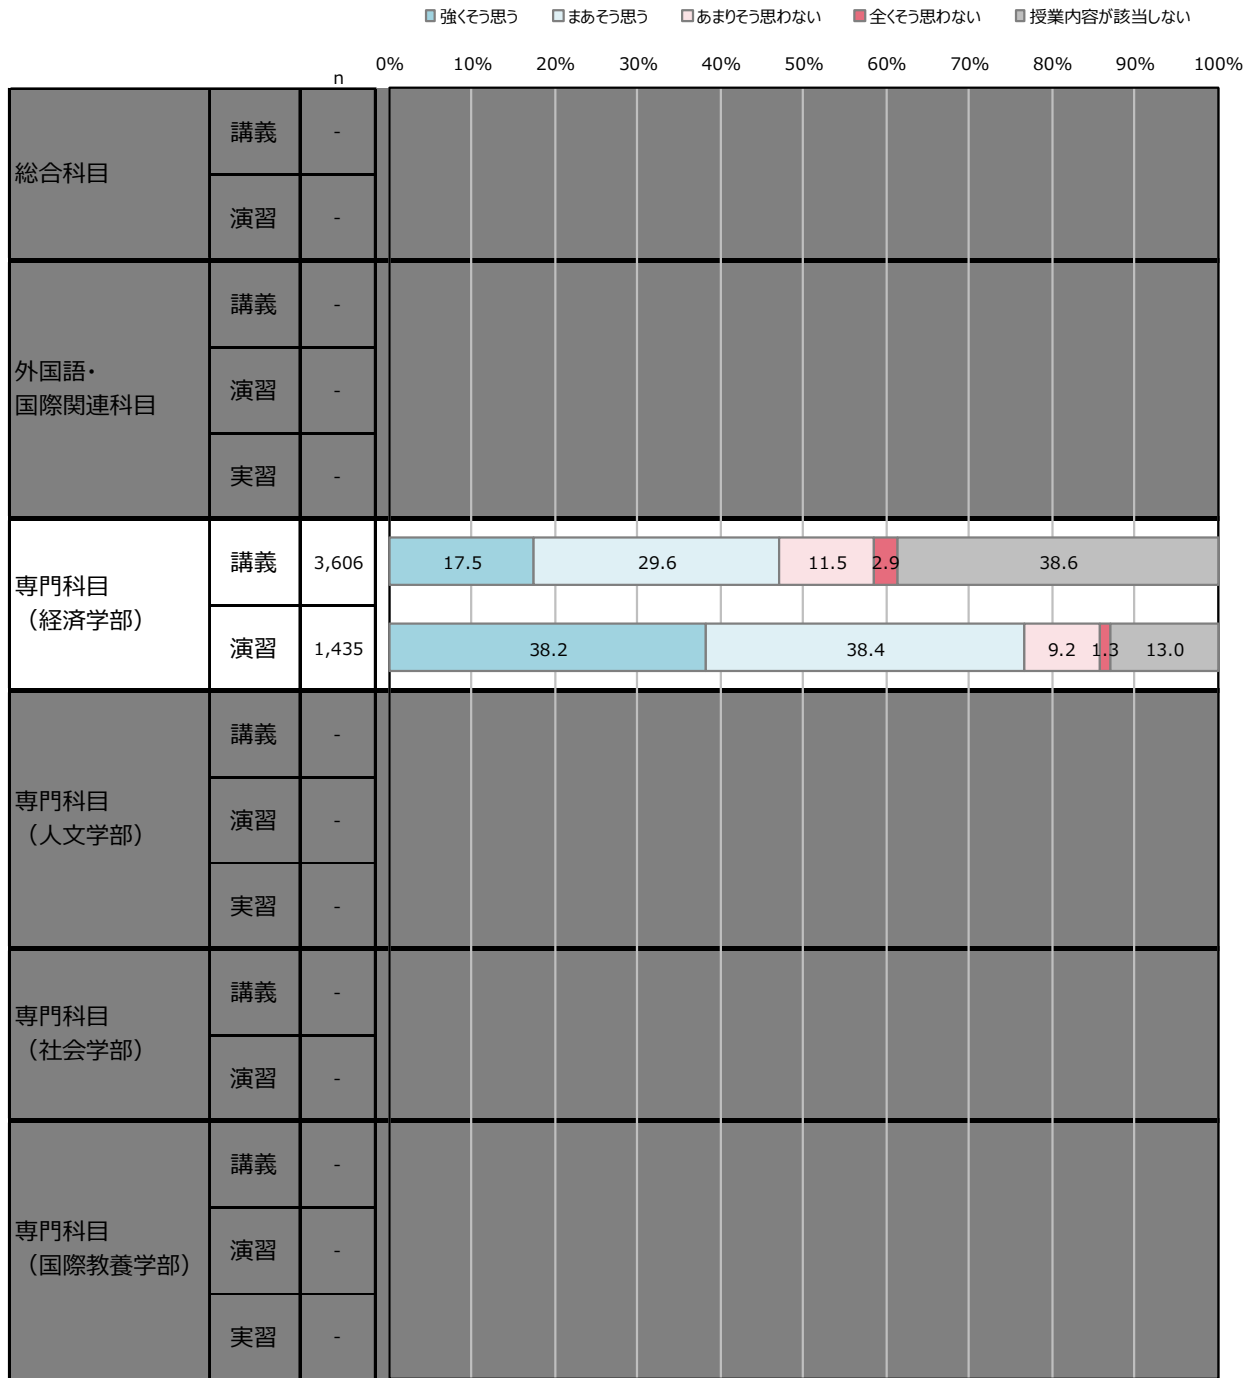 強くそう思う まあそう思う あまりそう思わない 全くそう思わない 授業内容が該当しない
n 0% 10% 20% 30% 40% 50% 60% 70% 80% 90% 100%
総合科目
講義 -
演習 -
外国語・
国際関連科目
講義 -
演習 -
実習 -
専門科目
（経済学部）
講義 3,606 17.5 29.6 11.5 2.9 38.6
演習 1,435 38.2 38.4 9.2 1.3 13.0
専門科目
（人文学部）
講義 -
演習 -
実習 -
専門科目
（社会学部）
講義 -
演習 -
専門科目
（国際教養学部）
講義 -
演習 -
実習 -